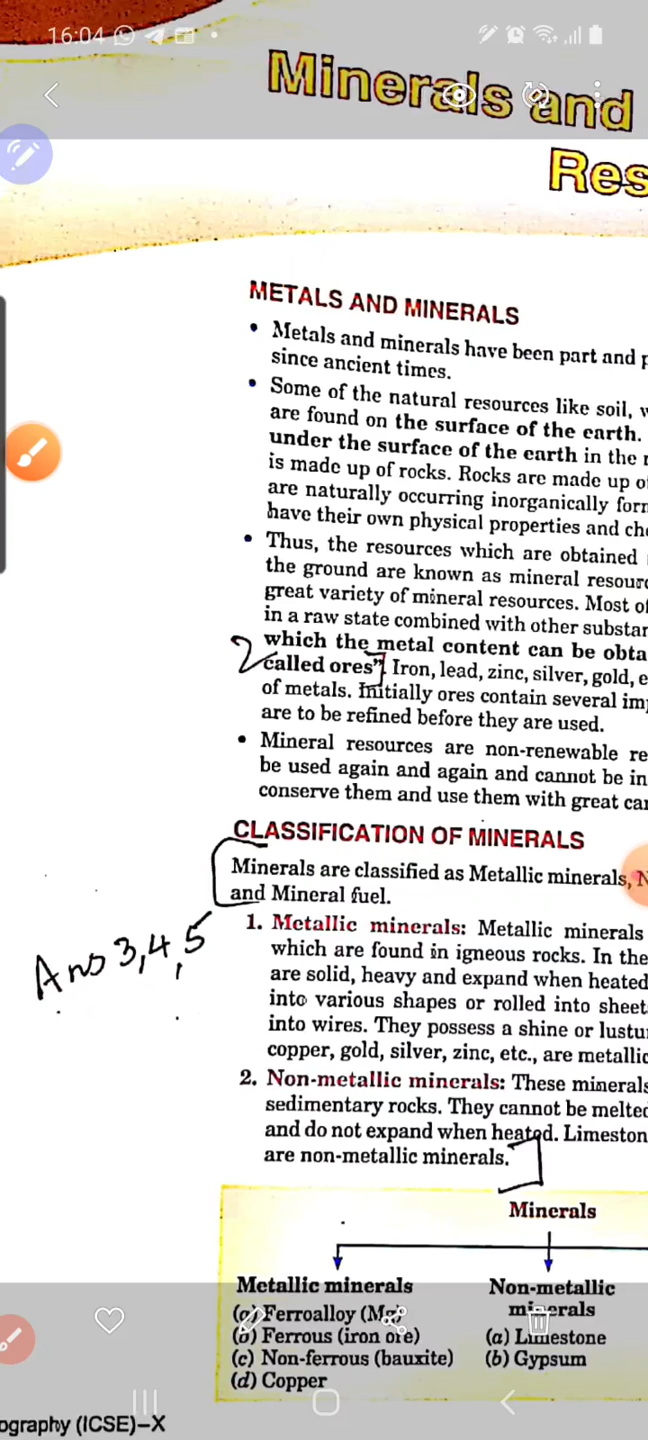 16:04
Minerals and
Res
METALS AND MINERALS
• Metals and minerals have been part and p
since ancient times.
• Some of the natural resources like soil, w
are found on the surface of the earth.
under the surface of the earth in the r
is made up of rocks. Rocks are made up of
are naturally occurring inorganically for
have their own physical properties and che
• Thus, the resources which are obtained
the ground are known as mineral resourc
great variety of mineral resources. Most of
in a raw state combined with other substan
which the metal content can be obta
2 called ores". Iron, lead, zinc, silver, gold, e
of metals. Initially ores contain several imp
are to be refined before they are used.
• Mineral resources are non-renewable re
be used again and again and cannot be in
conserve them and use them with great car
CLASSIFICATION OF MINERALS
Minerals are classified as Metallic minerals, N
and Mineral fuel.
Ans 3,4,5
1. Metallic minerals: Metallic minerals
which are found in igneous rocks. In the
are solid, heavy and expand when heated
into various shapes or rolled into sheet
into wires. They possess a shine or lustu
copper, gold, silver, zinc, etc., are metallic
2. Non-metallic minerals: These minerals
sedimentary rocks. They cannot be melted
and do not expand when heated. Limeston
are non-metallic minerals.
Minerals
Metallic minerals
(a) Ferroalloy (Mg)
(b) Ferrous (iron ore)
(c) Non-ferrous (bauxite)
(d) Copper
Non-metallic
minerals
(a) Limestone
(b) Gypsum
ography (ICSE)–X